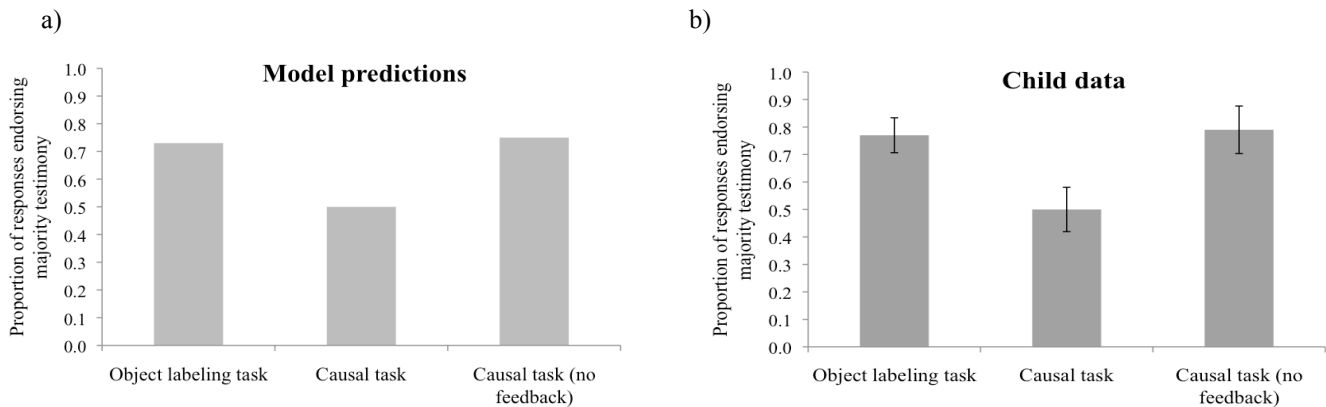 a)
Model predictions
Proportion of responses endorsing
majority testimony
1.0
0.9
0.8
0.7
0.6
0.5
0.4
0.3
0.2
0.1
0.0
Object labeling task
Causal task
Causal task (no
feedback)
b)
Child data
Proportion of responses endorsing
majority testimony
1.0
0.9
0.8
0.7
0.6
0.5
0.4
0.3
0.2
0.1
0.0
Object labeling task
Causal task
Causal task (no
feedback)